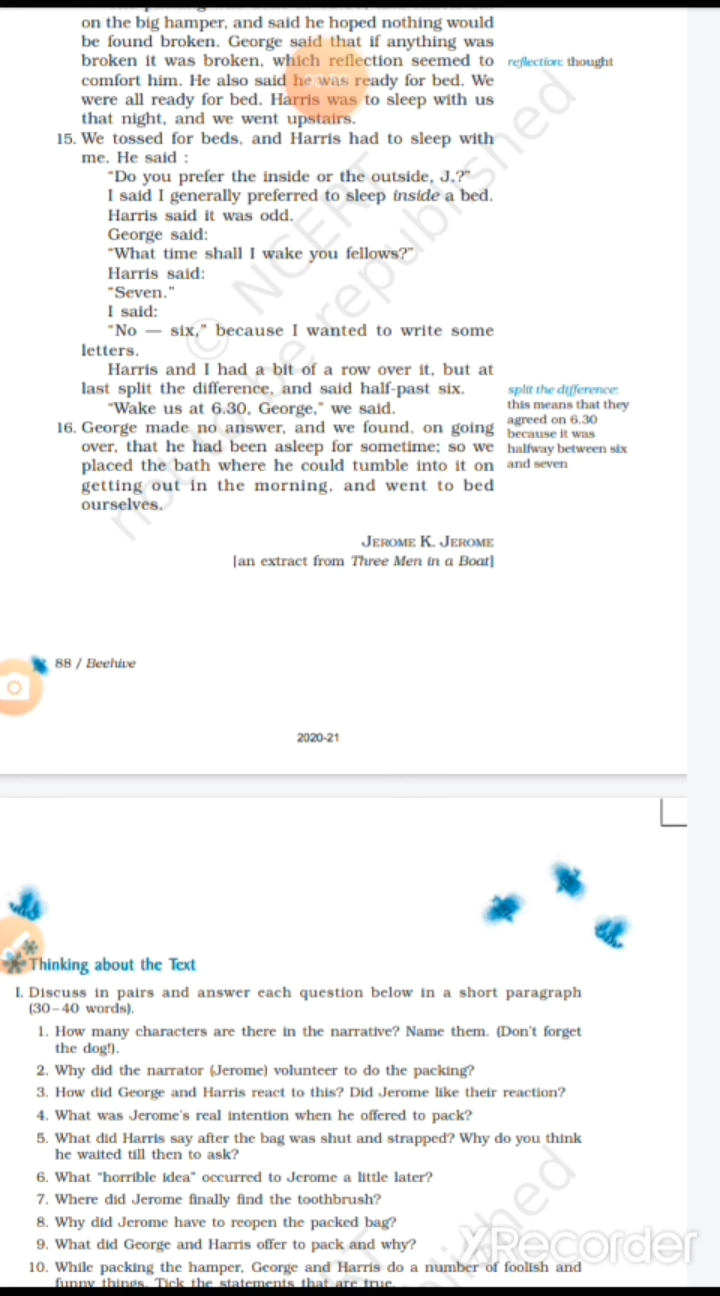 on the big hamper, and said he hoped nothing would
be found broken. George said that if anything was
broken it was broken, which reflection seemed to
comfort him. He also said he was ready for bed. We
were all ready for bed. Harris was to sleep with us
that night, and we went upstairs.
reflection: thought
15. We tossed for beds, and Harris had to sleep with
me. He said :
"Do you prefer the inside or the outside, J.?"
I said I generally preferred to sleep inside a bed.
Harris said it was odd.
George said:
"What time shall I wake you fellows?"
Harris said:
"Seven."
I said:
"No — six," because I wanted to write some
letters.
Harris and I had a bit of a row over it, but at
last split the difference, and said half-past six.
"Wake us at 6.30, George," we said.
split the difference:
this means that they
agreed on 6.30
because it was
halfway between six
and seven
16. George made no answer, and we found, on going
over, that he had been asleep for sometime; so we
placed the bath where he could tumble into it on
getting out in the morning, and went to bed
ourselves.
JEROME K. JEROME
[an extract from Three Men in a Boat]
© NCERT
not to be republished
88 / Beehive
2020-21
Thinking about the Text
I. Discuss in pairs and answer each question below in a short paragraph
(30–40 words).
1. How many characters are there in the narrative? Name them. (Don't forget
the dog!).
2. Why did the narrator (Jerome) volunteer to do the packing?
3. How did George and Harris react to this? Did Jerome like their reaction?
4. What was Jerome's real intention when he offered to pack?
5. What did Harris say after the bag was shut and strapped? Why do you think
he waited till then to ask?
6. What "horrible idea" occurred to Jerome a little later?
7. Where did Jerome finally find the toothbrush?
8. Why did Jerome have to reopen the packed bag?
9. What did George and Harris offer to pack and why?
10. While packing the hamper, George and Harris do a number of foolish and
funny things. Tick the statements that are true.
XRecorder